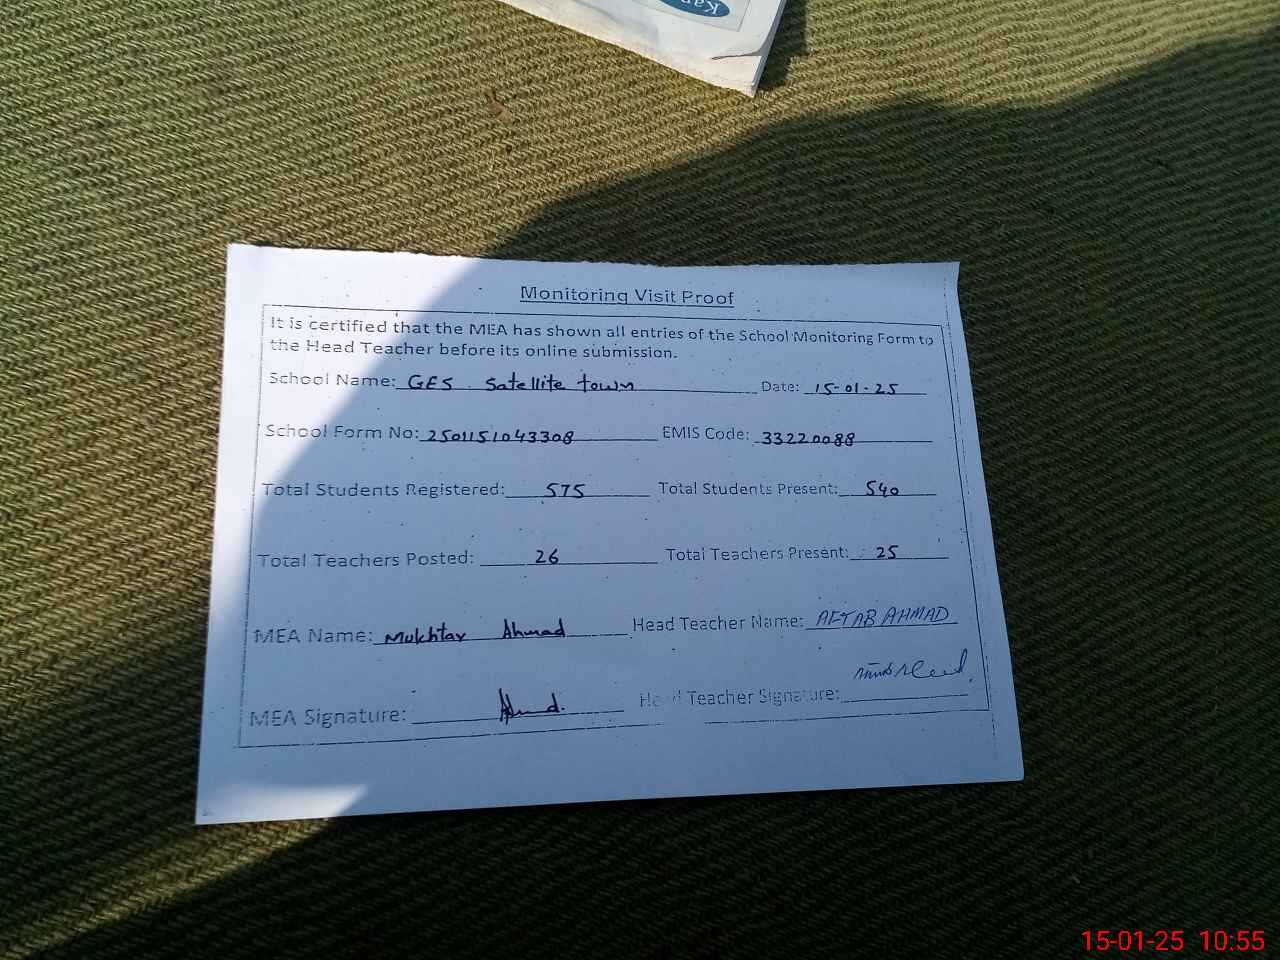 Monitoring Visit Proof
It is certified that the MEA has shown all entries of the School Monitoring Form to
the Head Teacher before its online submission.
School Name: GES Satellite town Date: 15-01-25
School Form No: 2501151043308 EMIS Code: 33220088
Total Students Registered: 575 Total Students Present: 540
Total Teachers Posted: 26 Total Teachers Present: 25
MEA Name: Mukhtar Ahmad Head Teacher Name: AFTAB AHMAD
MEA Signature: Head Teacher Signature:
15-01-25 10:55